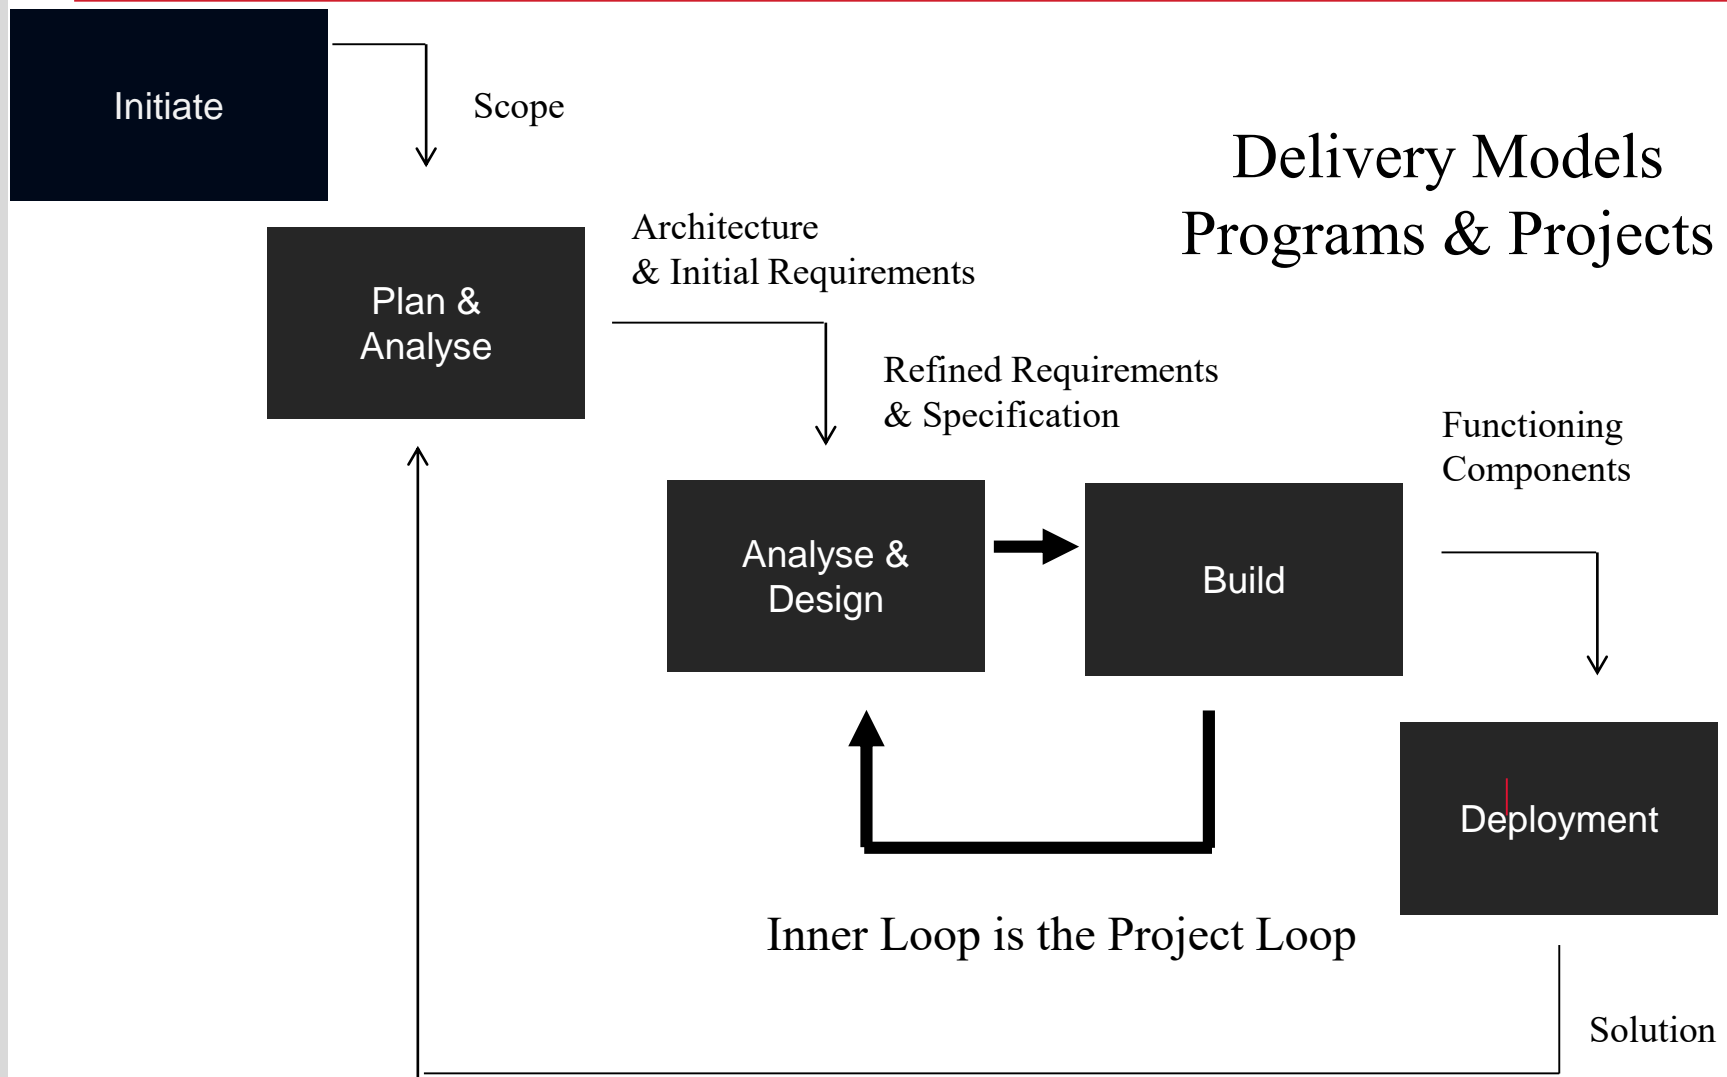 Initiate
Scope
Delivery Models
Programs & Projects
Architecture
& Initial Requirements
Plan &
Analyse
Refined Requirements
& Specification
Functioning
Components
Analyse &
Design
Build
Deployment
Inner Loop is the Project Loop
Solution